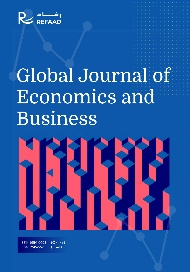 رفاد
REFAAD
Global Journal of
Economics and
Business